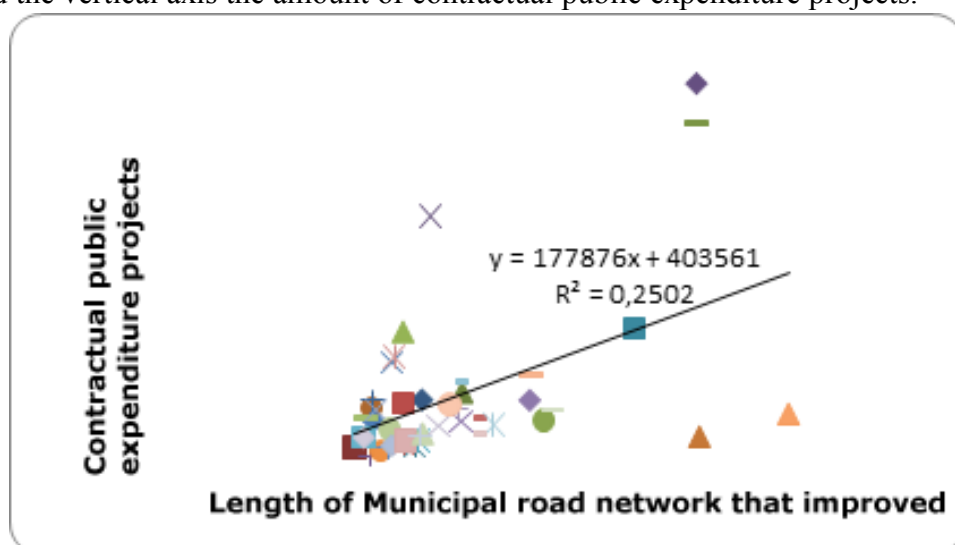 d the vertical axis the amount of contractual public expenditure projects.
Contractual public
expenditure projects
y = 177876x + 403561
R² = 0,2502
Length of Municipal road network that improved